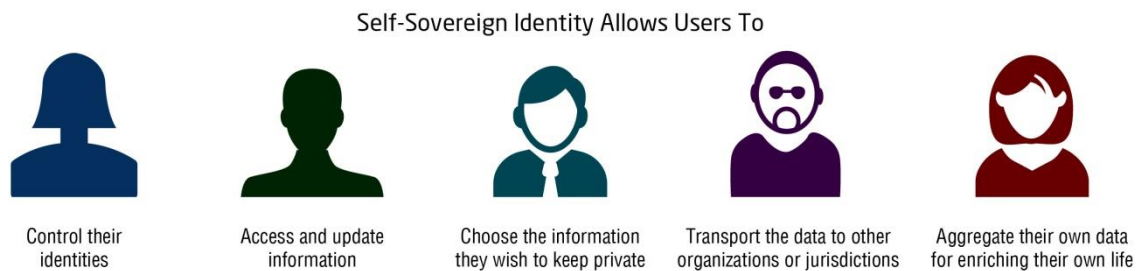 Self-Sovereign Identity Allows Users To
Control their
identities
Access and update
information
Choose the information
they wish to keep private
Transport the data to other
organizations or jurisdictions
Aggregate their own data
for enriching their own life